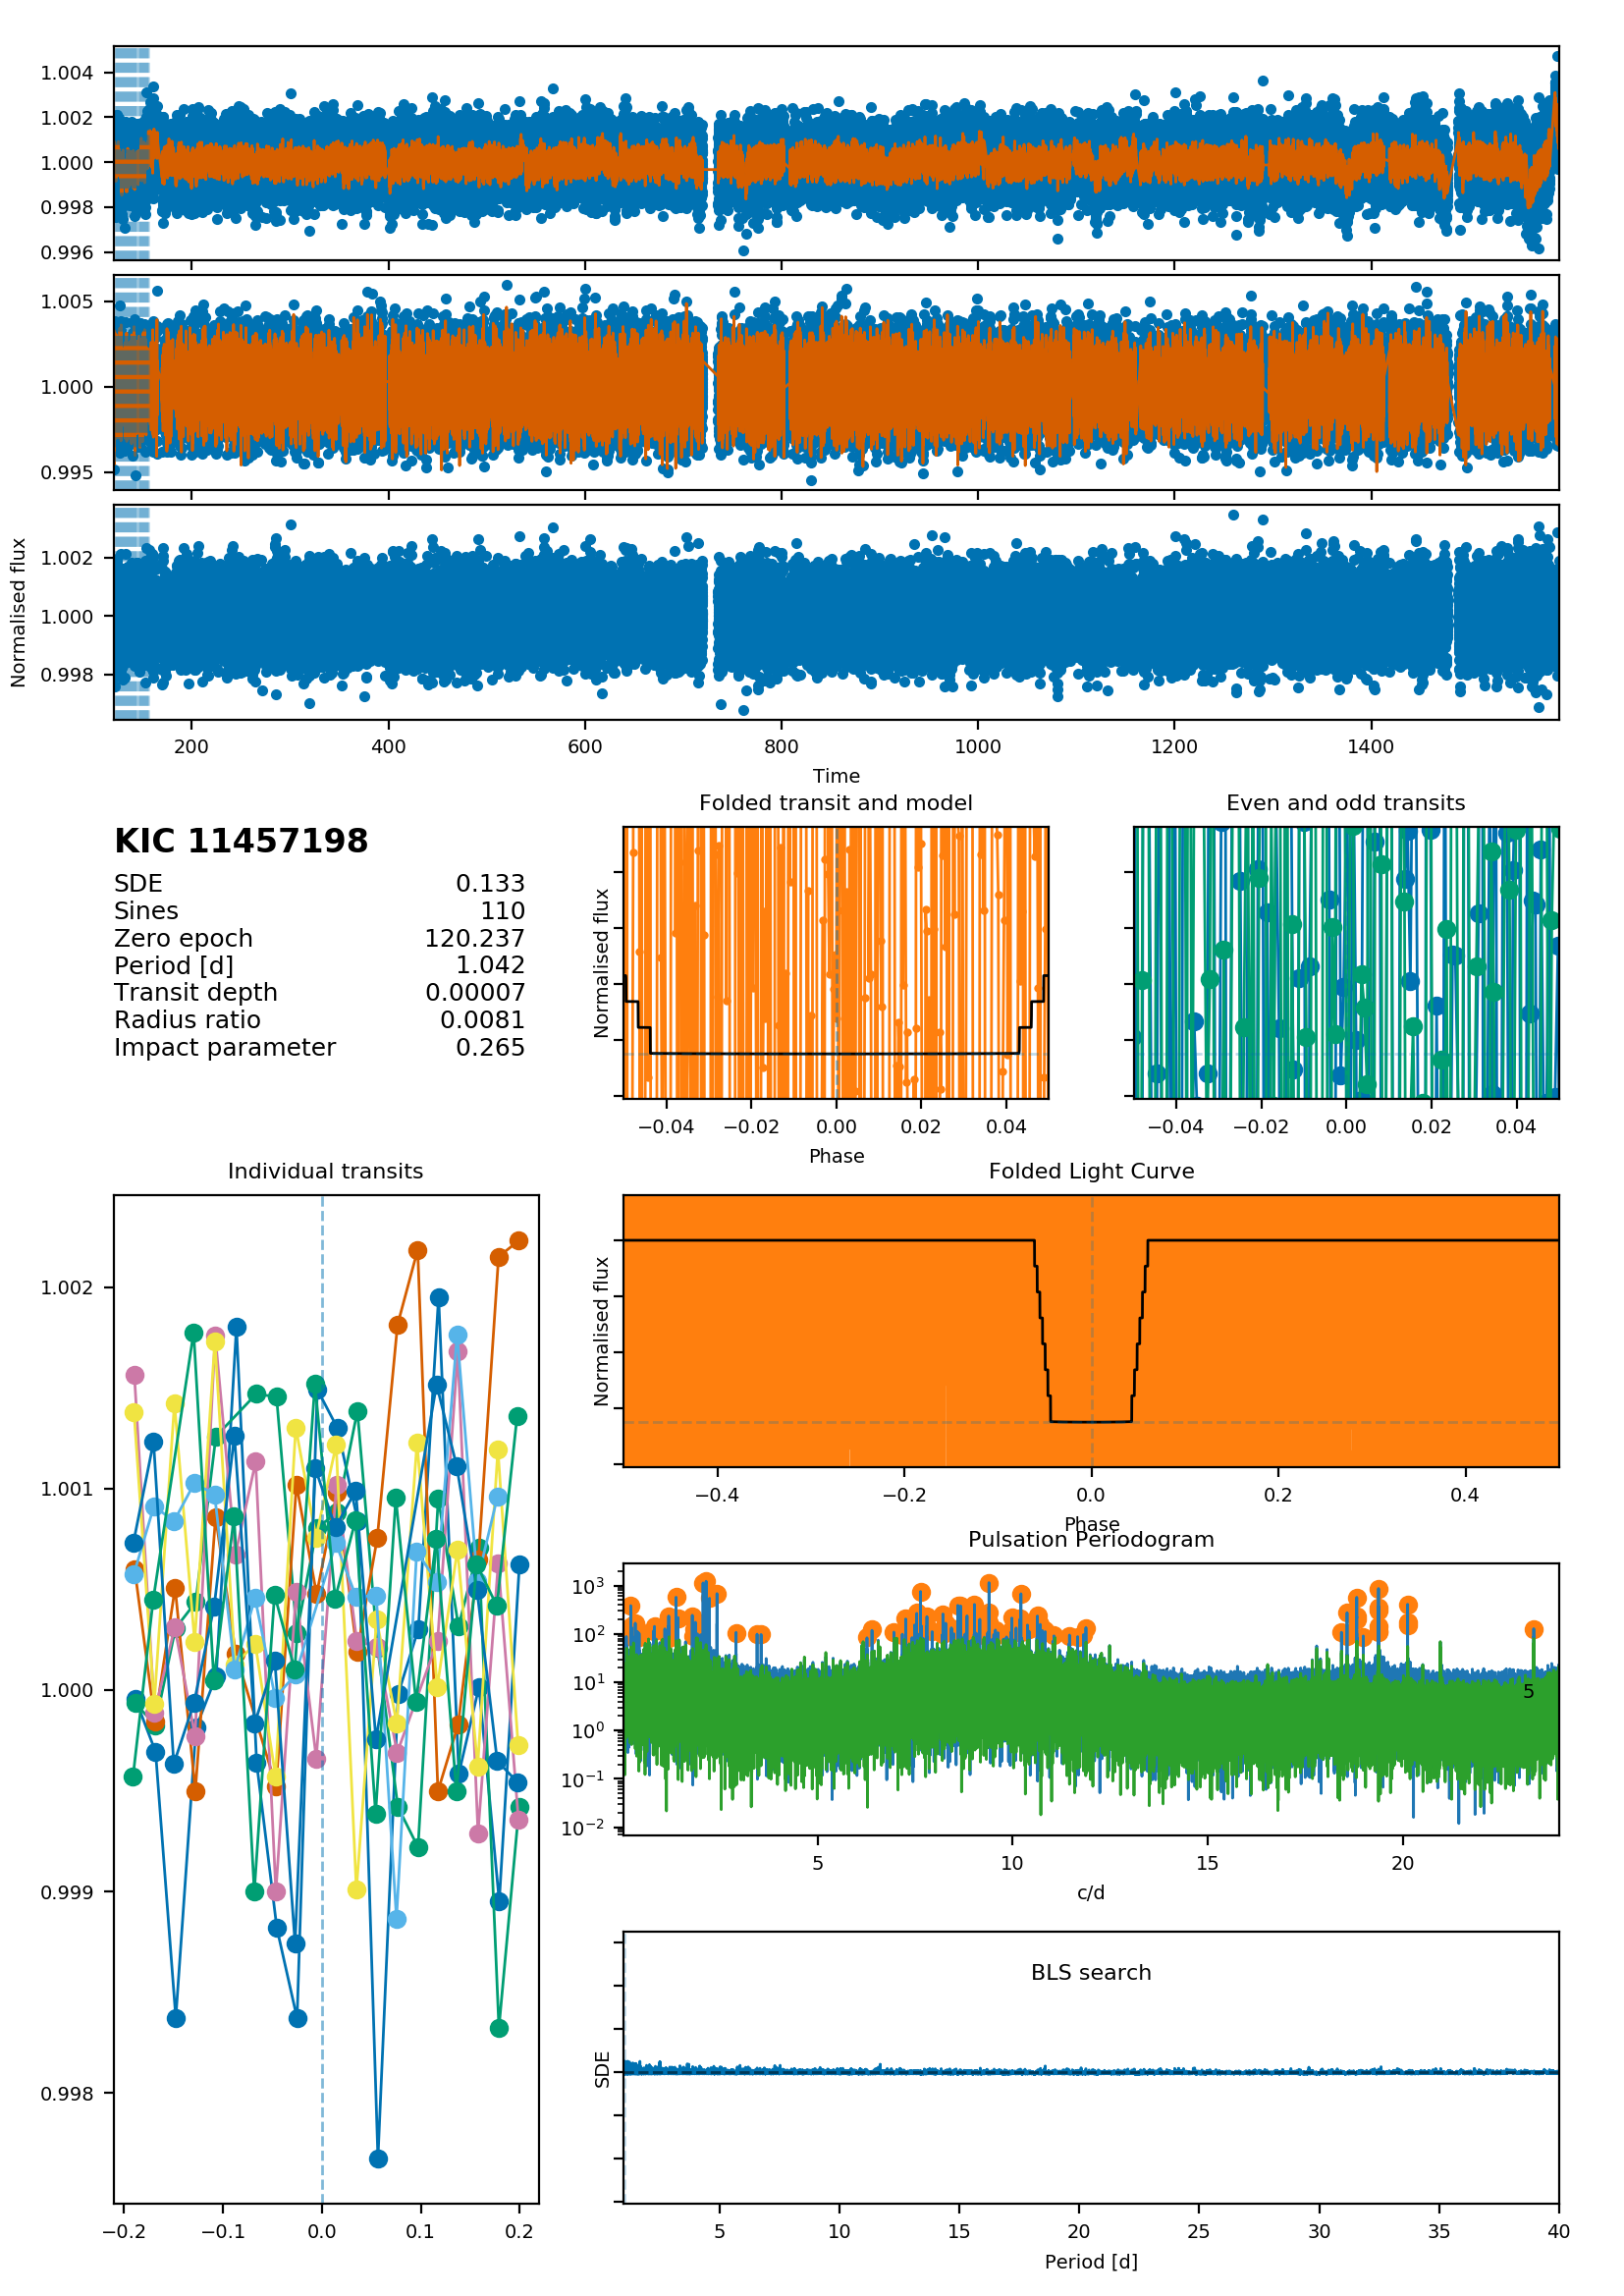 1.004
1.002
1.000
0.998
0.996
1.005
1.000
0.995
1.002
1.000
0.998
Normalised flux
200 400 600 800 1000 1200 1400
Time
KIC 11457198
SDE 0.133
Sines 110
Zero epoch 120.237
Period [d] 1.042
Transit depth 0.00007
Radius ratio 0.0081
Impact parameter 0.265
Folded transit and model
Normalised flux
−0.04 −0.02 0.00 0.02 0.04
Phase
Even and odd transits
−0.04 −0.02 0.00 0.02 0.04
Individual transits
1.002
1.001
1.000
0.999
0.998
−0.2 −0.1 0.0 0.1 0.2
Folded Light Curve
Normalised flux
−0.4 −0.2 0.0 0.2 0.4
Phase
Pulsation Periodogram
10³
10²
10¹
10⁰
10⁻¹
10⁻²
5
5 10 15 20
c/d
BLS search
SDE
5 10 15 20 25 30 35 40
Period [d]